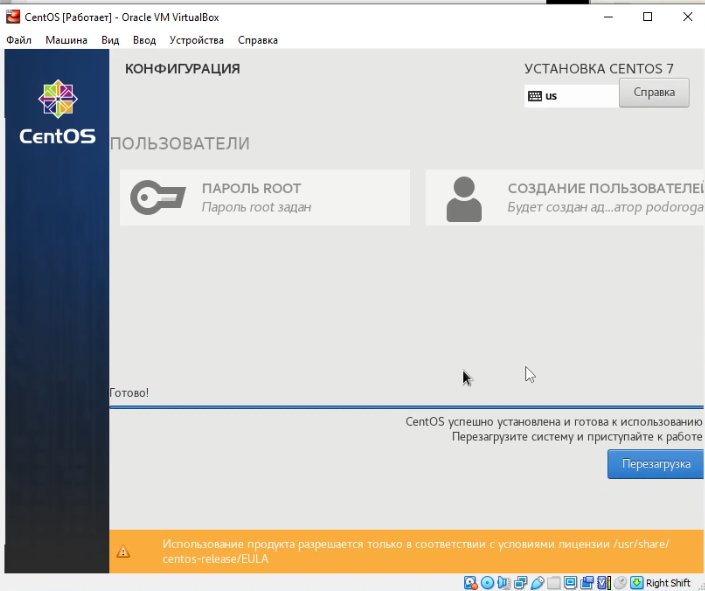 CentOS [Работает] - Oracle VM VirtualBox
Файл Машина Вид Ввод Устройства Справка
КОНФИГУРАЦИЯ
УСТАНОВКА CENTOS 7
us
Справка
CentOS
ПОЛЬЗОВАТЕЛИ
ПАРОЛЬ ROOT
Пароль root задан
СОЗДАНИЕ ПОЛЬЗОВАТЕЛЕЙ
Будет создан ад...атор podoroga
Готово!
CentOS успешно установлена и готова к использованию
Перезагрузите систему и приступайте к работе
Перезагрузка
Использование продукта разрешается только в соответствии с условиями лицензии /usr/share/
centos-release/EULA
Right Shift